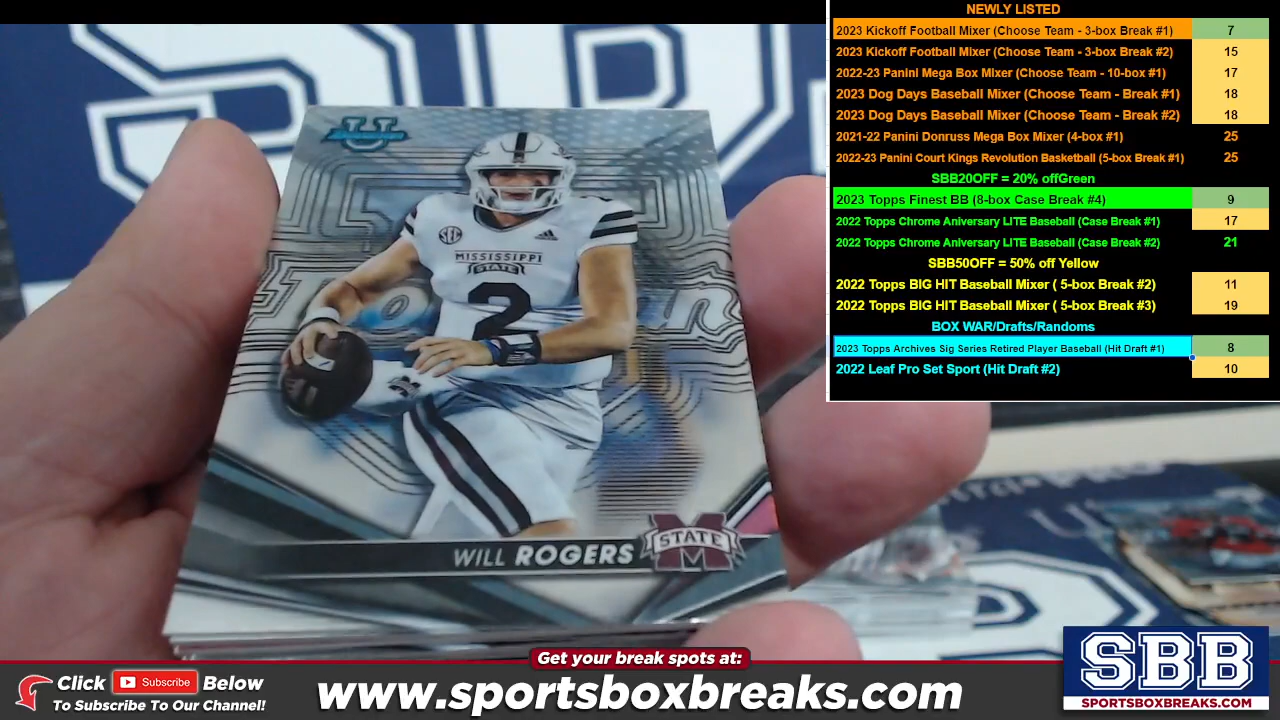 NEWLY LISTED
2023 Kickoff Football Mixer (Choose Team - 3-box Break #1) 7
2023 Kickoff Football Mixer (Choose Team - 3-box Break #2) 15
2022-23 Panini Mega Box Mixer (Choose Team - 10-box #1) 17
2023 Dog Days Baseball Mixer (Choose Team - Break #1) 18
2023 Dog Days Baseball Mixer (Choose Team - Break #2) 18
2021-22 Panini Donruss Mega Box Mixer (4-box #1) 25
2022-23 Panini Court Kings Revolution Basketball (5-box Break #1) 25
SBB20OFF = 20% offGreen
2023 Topps Finest BB (8-box Case Break #4) 9
2022 Topps Chrome Aniversary LITE Baseball (Case Break #1) 17
2022 Topps Chrome Aniversary LITE Baseball (Case Break #2) 21
SBB50OFF = 50% off Yellow
2022 Topps BIG HIT Baseball Mixer ( 5-box Break #2) 11
2022 Topps BIG HIT Baseball Mixer ( 5-box Break #3) 19
BOX WAR/Drafts/Randoms
2023 Topps Archives Sig Series Retired Player Baseball (Hit Draft #1) 8
2022 Leaf Pro Set Sport (Hit Draft #2) 10
U
SEC
MISSISSIPPI
STATE
2
WILL ROGERS
STATE
M
Get your break spots at:
Click Subscribe Below
To Subscribe To Our Channel!
www.sportsboxbreaks.com
SBB
SPORTSBOXBREAKS.COM